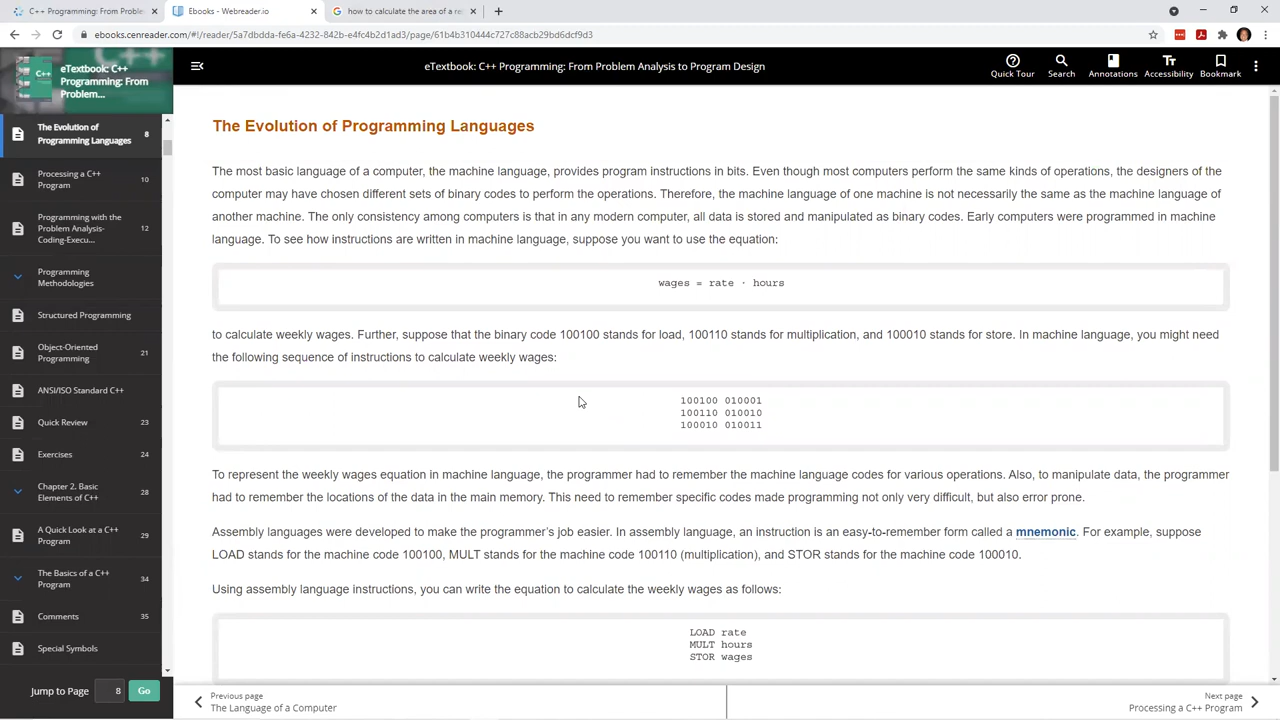 C++ Programming: From Proble
Ebooks - Webreader.io
how to calculate the area of a re
ebooks.cenreader.com/#!/reader/5a7dbdda-fe6a-4232-842b-e4fc4b2d1ad3/page/61b4b310444c727c88acb29bd6dcf9d3
eTextbook: C++
Programming: From
Problem...
eTextbook: C++ Programming: From Problem Analysis to Program Design
Quick Tour
Search
Annotations
Accessibility
Bookmark
The Evolution of
Programming Languages
8
Processing a C++
Program
10
Programming with the
Problem Analysis-
Coding-Execu...
12
Programming
Methodologies
Structured Programming
Object-Oriented
Programming
21
ANSI/ISO Standard C++
Quick Review
23
Exercises
24
Chapter 2. Basic
Elements of C++
28
A Quick Look at a C++
Program
29
The Basics of a C++
Program
34
Comments
35
Special Symbols
Jump to Page
8
Go
The Evolution of Programming Languages
The most basic language of a computer, the machine language, provides program instructions in bits. Even though most computers perform the same kinds of operations, the designers of the
computer may have chosen different sets of binary codes to perform the operations. Therefore, the machine language of one machine is not necessarily the same as the machine language of
another machine. The only consistency among computers is that in any modern computer, all data is stored and manipulated as binary codes. Early computers were programmed in machine
language. To see how instructions are written in machine language, suppose you want to use the equation:
wages = rate · hours
to calculate weekly wages. Further, suppose that the binary code 100100 stands for load, 100110 stands for multiplication, and 100010 stands for store. In machine language, you might need
the following sequence of instructions to calculate weekly wages:
100100 010001
100110 010010
100010 010011
To represent the weekly wages equation in machine language, the programmer had to remember the machine language codes for various operations. Also, to manipulate data, the programmer
had to remember the locations of the data in the main memory. This need to remember specific codes made programming not only very difficult, but also error prone.
Assembly languages were developed to make the programmer's job easier. In assembly language, an instruction is an easy-to-remember form called a mnemonic. For example, suppose
LOAD stands for the machine code 100100, MULT stands for the machine code 100110 (multiplication), and STOR stands for the machine code 100010.
Using assembly language instructions, you can write the equation to calculate the weekly wages as follows:
LOAD rate
MULT hours
STOR wages
Previous page
The Language of a Computer
Next page
Processing a C++ Program